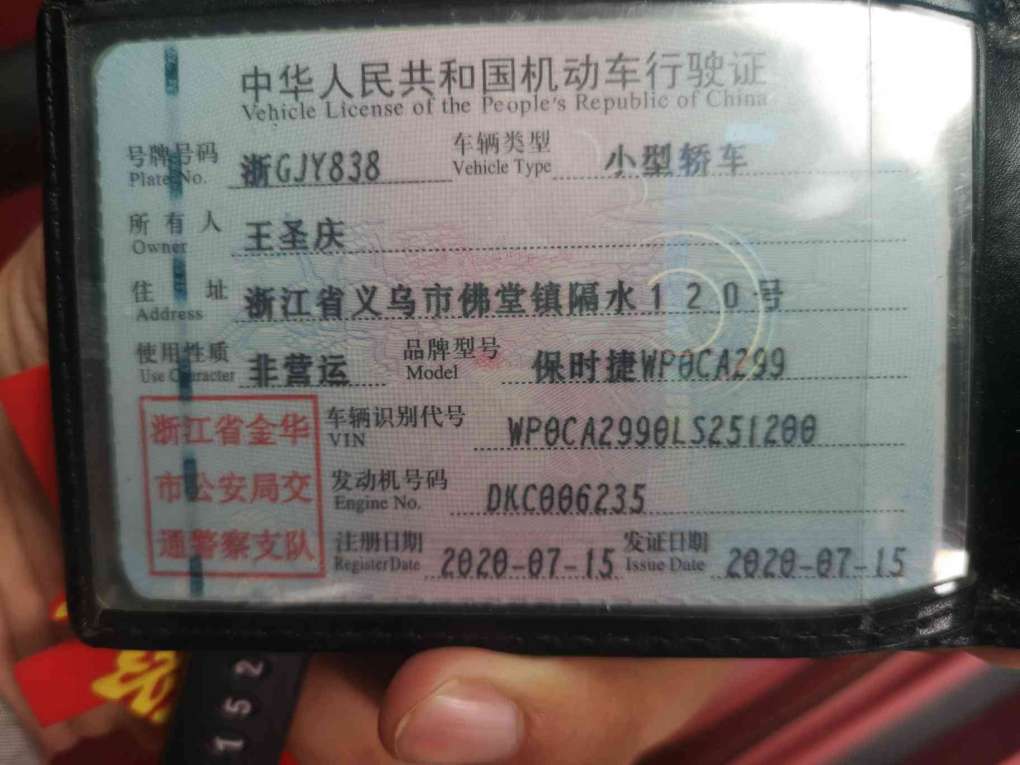 中华人民共和国机动车行驶证
Vehicle License of the People's Republic of China
号牌号码 浙GJY838 车辆类型 小型轿车
Plate No. Vehicle Type
所有人 王圣庆
Owner
住址 浙江省义乌市佛堂镇隔水120号
Address
使用性质 非营运 品牌型号 保时捷WP0CA299
Use Character Model
浙江省金华
市公安局交
通警察支队
车辆识别代号 WP0CA2990LS251200
VIN
发动机号码 DKC006235
Engine No.
注册日期 2020-07-15 发证日期 2020-07-15
Register Date Issue Date
152